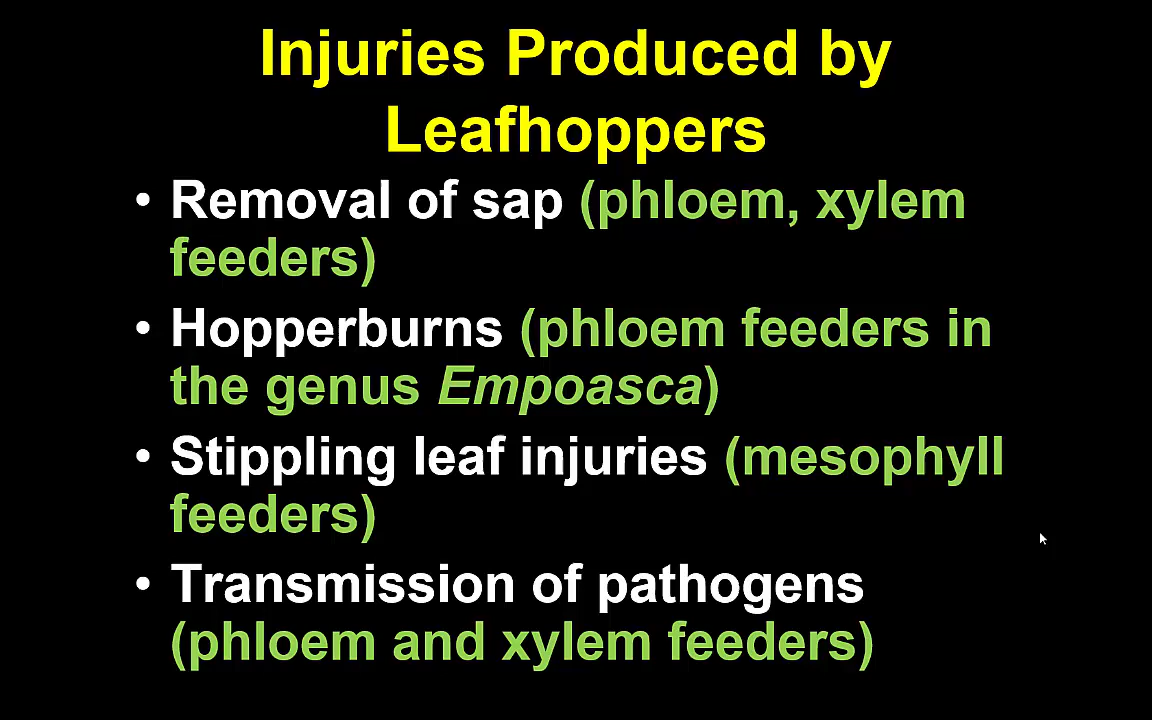 Injuries Produced by
Leafhoppers
• Removal of sap (phloem, xylem
feeders)
• Hopperburns (phloem feeders in
the genus Empoasca)
• Stippling leaf injuries (mesophyll
feeders)
• Transmission of pathogens
(phloem and xylem feeders)